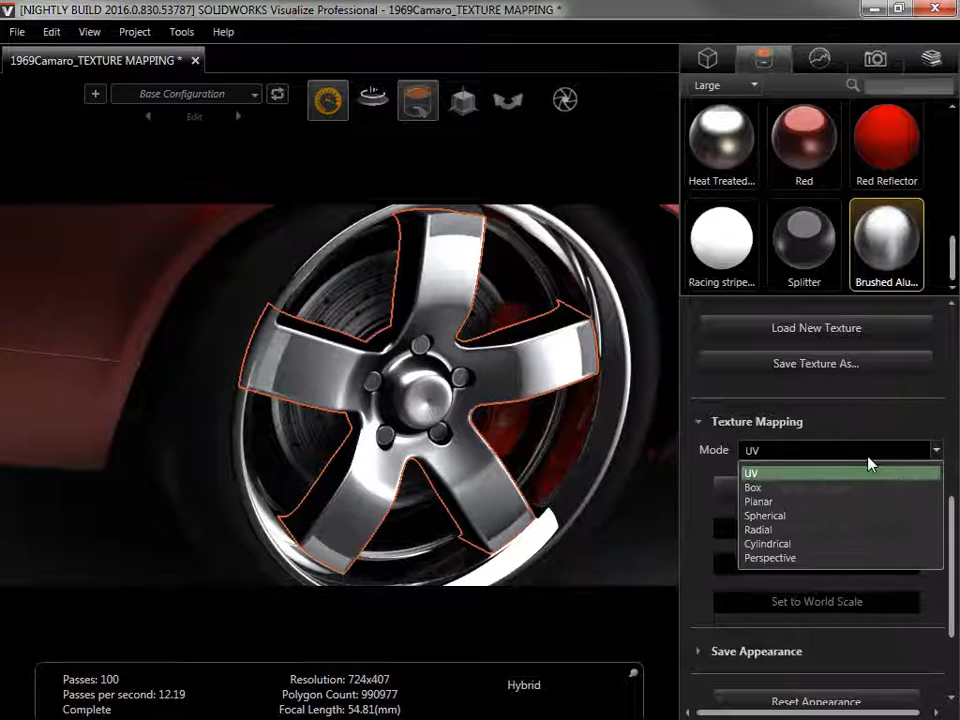 [NIGHTLY BUILD 2016.0.830.53787] SOLIDWORKS Visualize Professional - 1969Camaro_TEXTURE MAPPING *
File Edit View Project Tools Help
1969Camaro_TEXTURE MAPPING *
Base Configuration
Edit
Large
Heat Treated... Red Red Reflector
Racing stripe... Splitter Brushed Alu...
Load New Texture
Save Texture As...
Texture Mapping
Mode UV
UV
Box
Planar
Spherical
Radial
Cylindrical
Perspective
Set to World Scale
Save Appearance
Reset Appearance
Passes: 100
Passes per second: 12.19
Complete
Resolution: 724x407
Polygon Count: 990977
Focal Length: 54.81(mm)
Hybrid